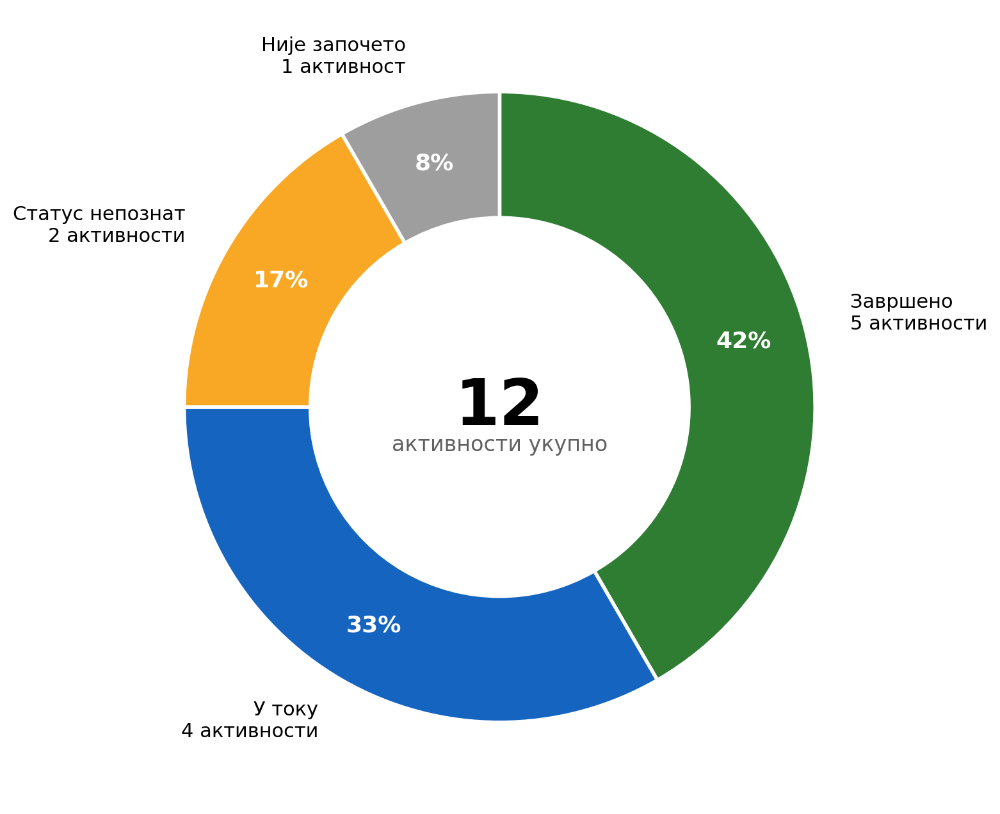 Није започето
1 активност
8%
Статус непознат
2 активности
17%
Завршено
5 активности
42%
12
активности укупно
33%
У току
4 активности